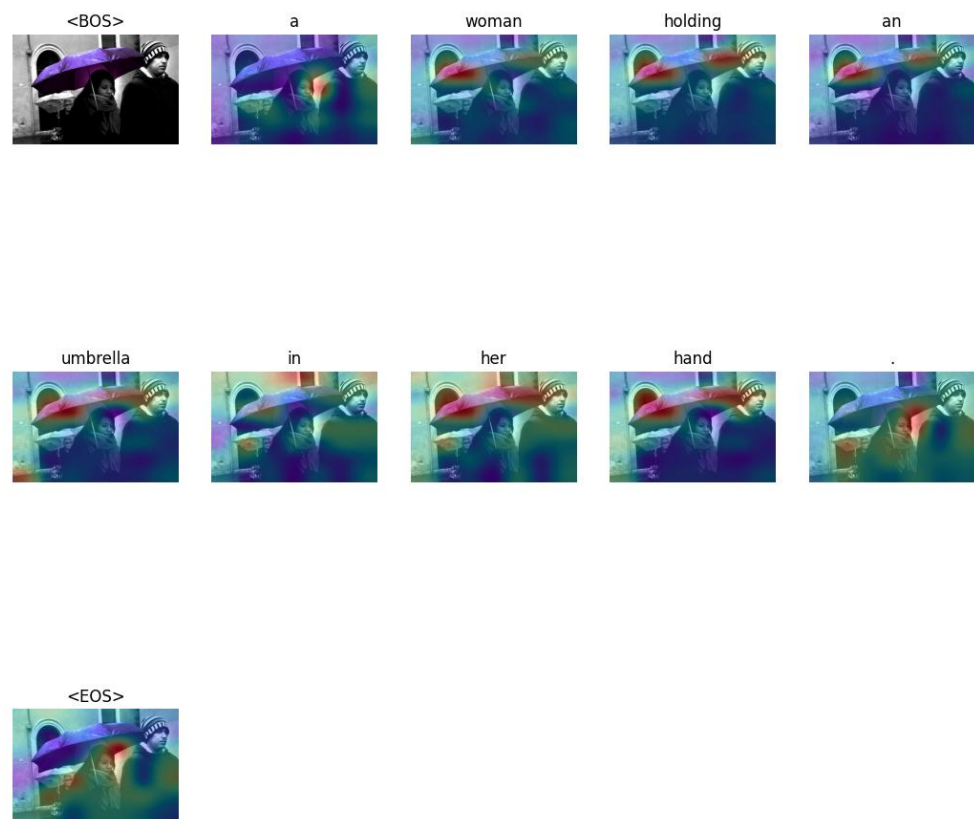 <BOS> a woman holding an
umbrella in her hand .
<EOS>